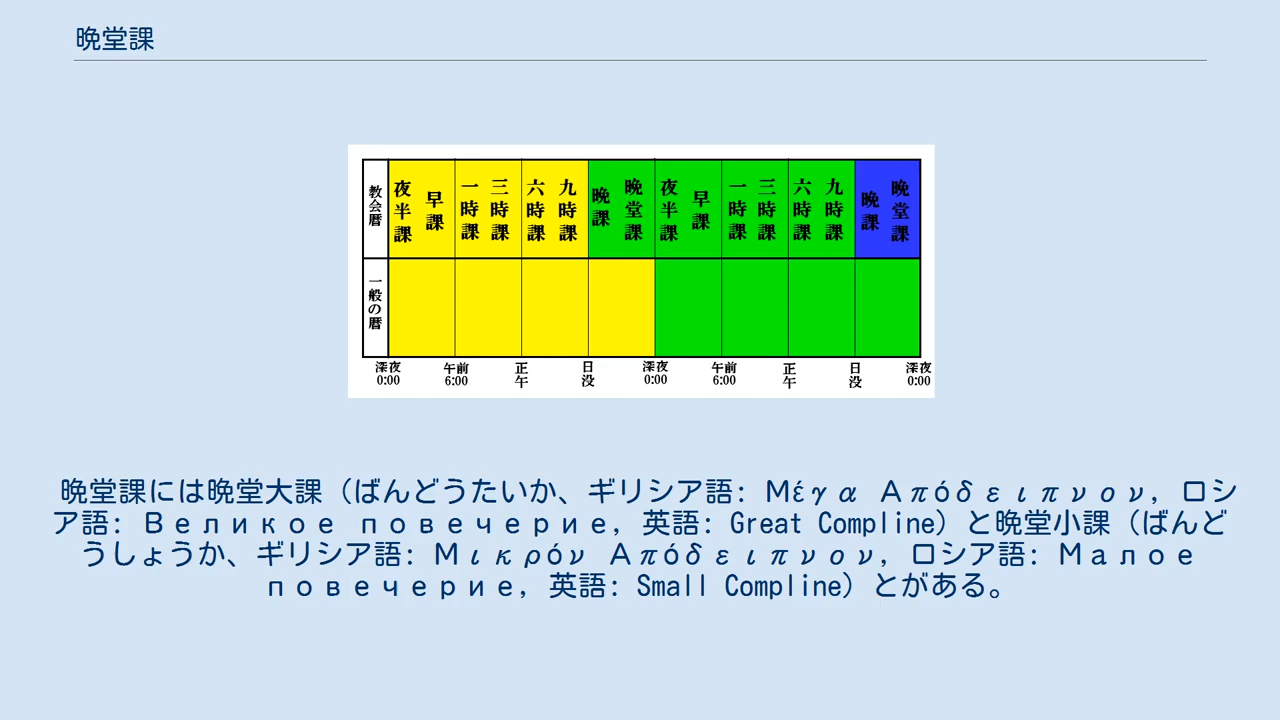 晩堂課
教会暦
夜半課
早課
一時課
三時課
六時課
九時課
晩課
晩堂課
夜半課
早課
一時課
三時課
六時課
九時課
晩課
晩堂課
一般の暦
深夜 午前 正午 日没 深夜 午前 正午 日没 深夜
0:00 6:00 0:00 6:00 0:00
晩堂課には晩堂大課（ばんどうたいか、ギリシア語: Μέγα Απόδειπνον, ロシ
ア語: Великое повечерие, 英語: Great Compline）と晩堂小課（ばんど
うしょうか、ギリシア語: Μικρόν Απόδειπνον, ロシア語: Малое
повечерие, 英語: Small Compline）とがある。